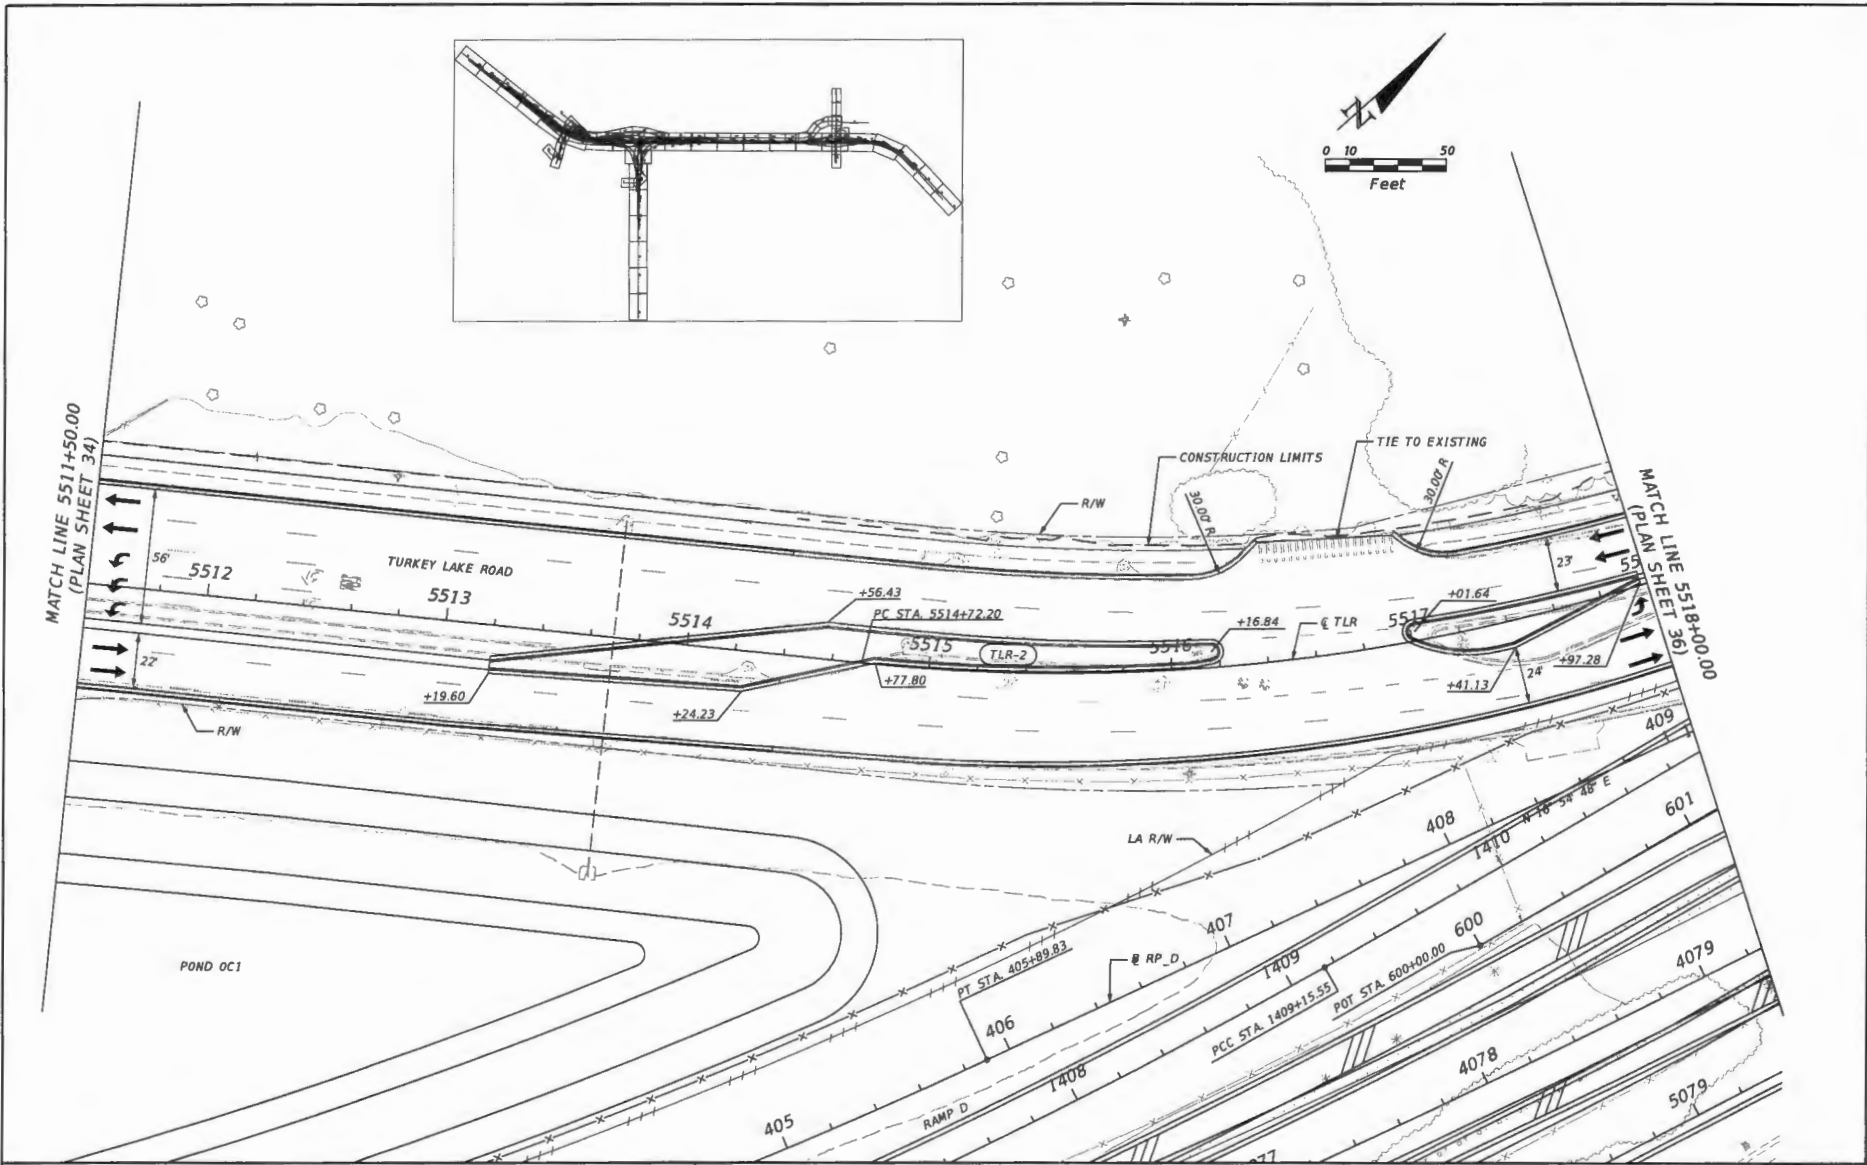 N
0 10 50
Feet
MATCH LINE 5511+50.00
(PLAN SHEET 34)
MATCH LINE 5518+00.00
(PLAN SHEET 36)
TIE TO EXISTING
CONSTRUCTION LIMITS
R/W
30.00' R
30.00' R
56'
5512
TURKEY LAKE ROAD
5513
5514
+56.43
PC STA. 5514+72.20
5515
TLR-2
5516
+16.84
℄ TLR
5517
+01.64
23'
55
22'
+19.60
+24.23
+77.80
+41.13
24'
+97.28
R/W
409
N 18° 54' 48" E
601
LA R/W
408
1410
407
600
POND OC1
PT STA. 405+89.83
RP_D
1409
POT STA. 600+00.00
4079
406
PCC STA. 1409+15.55
1408
4078
405
RAMP D
5079